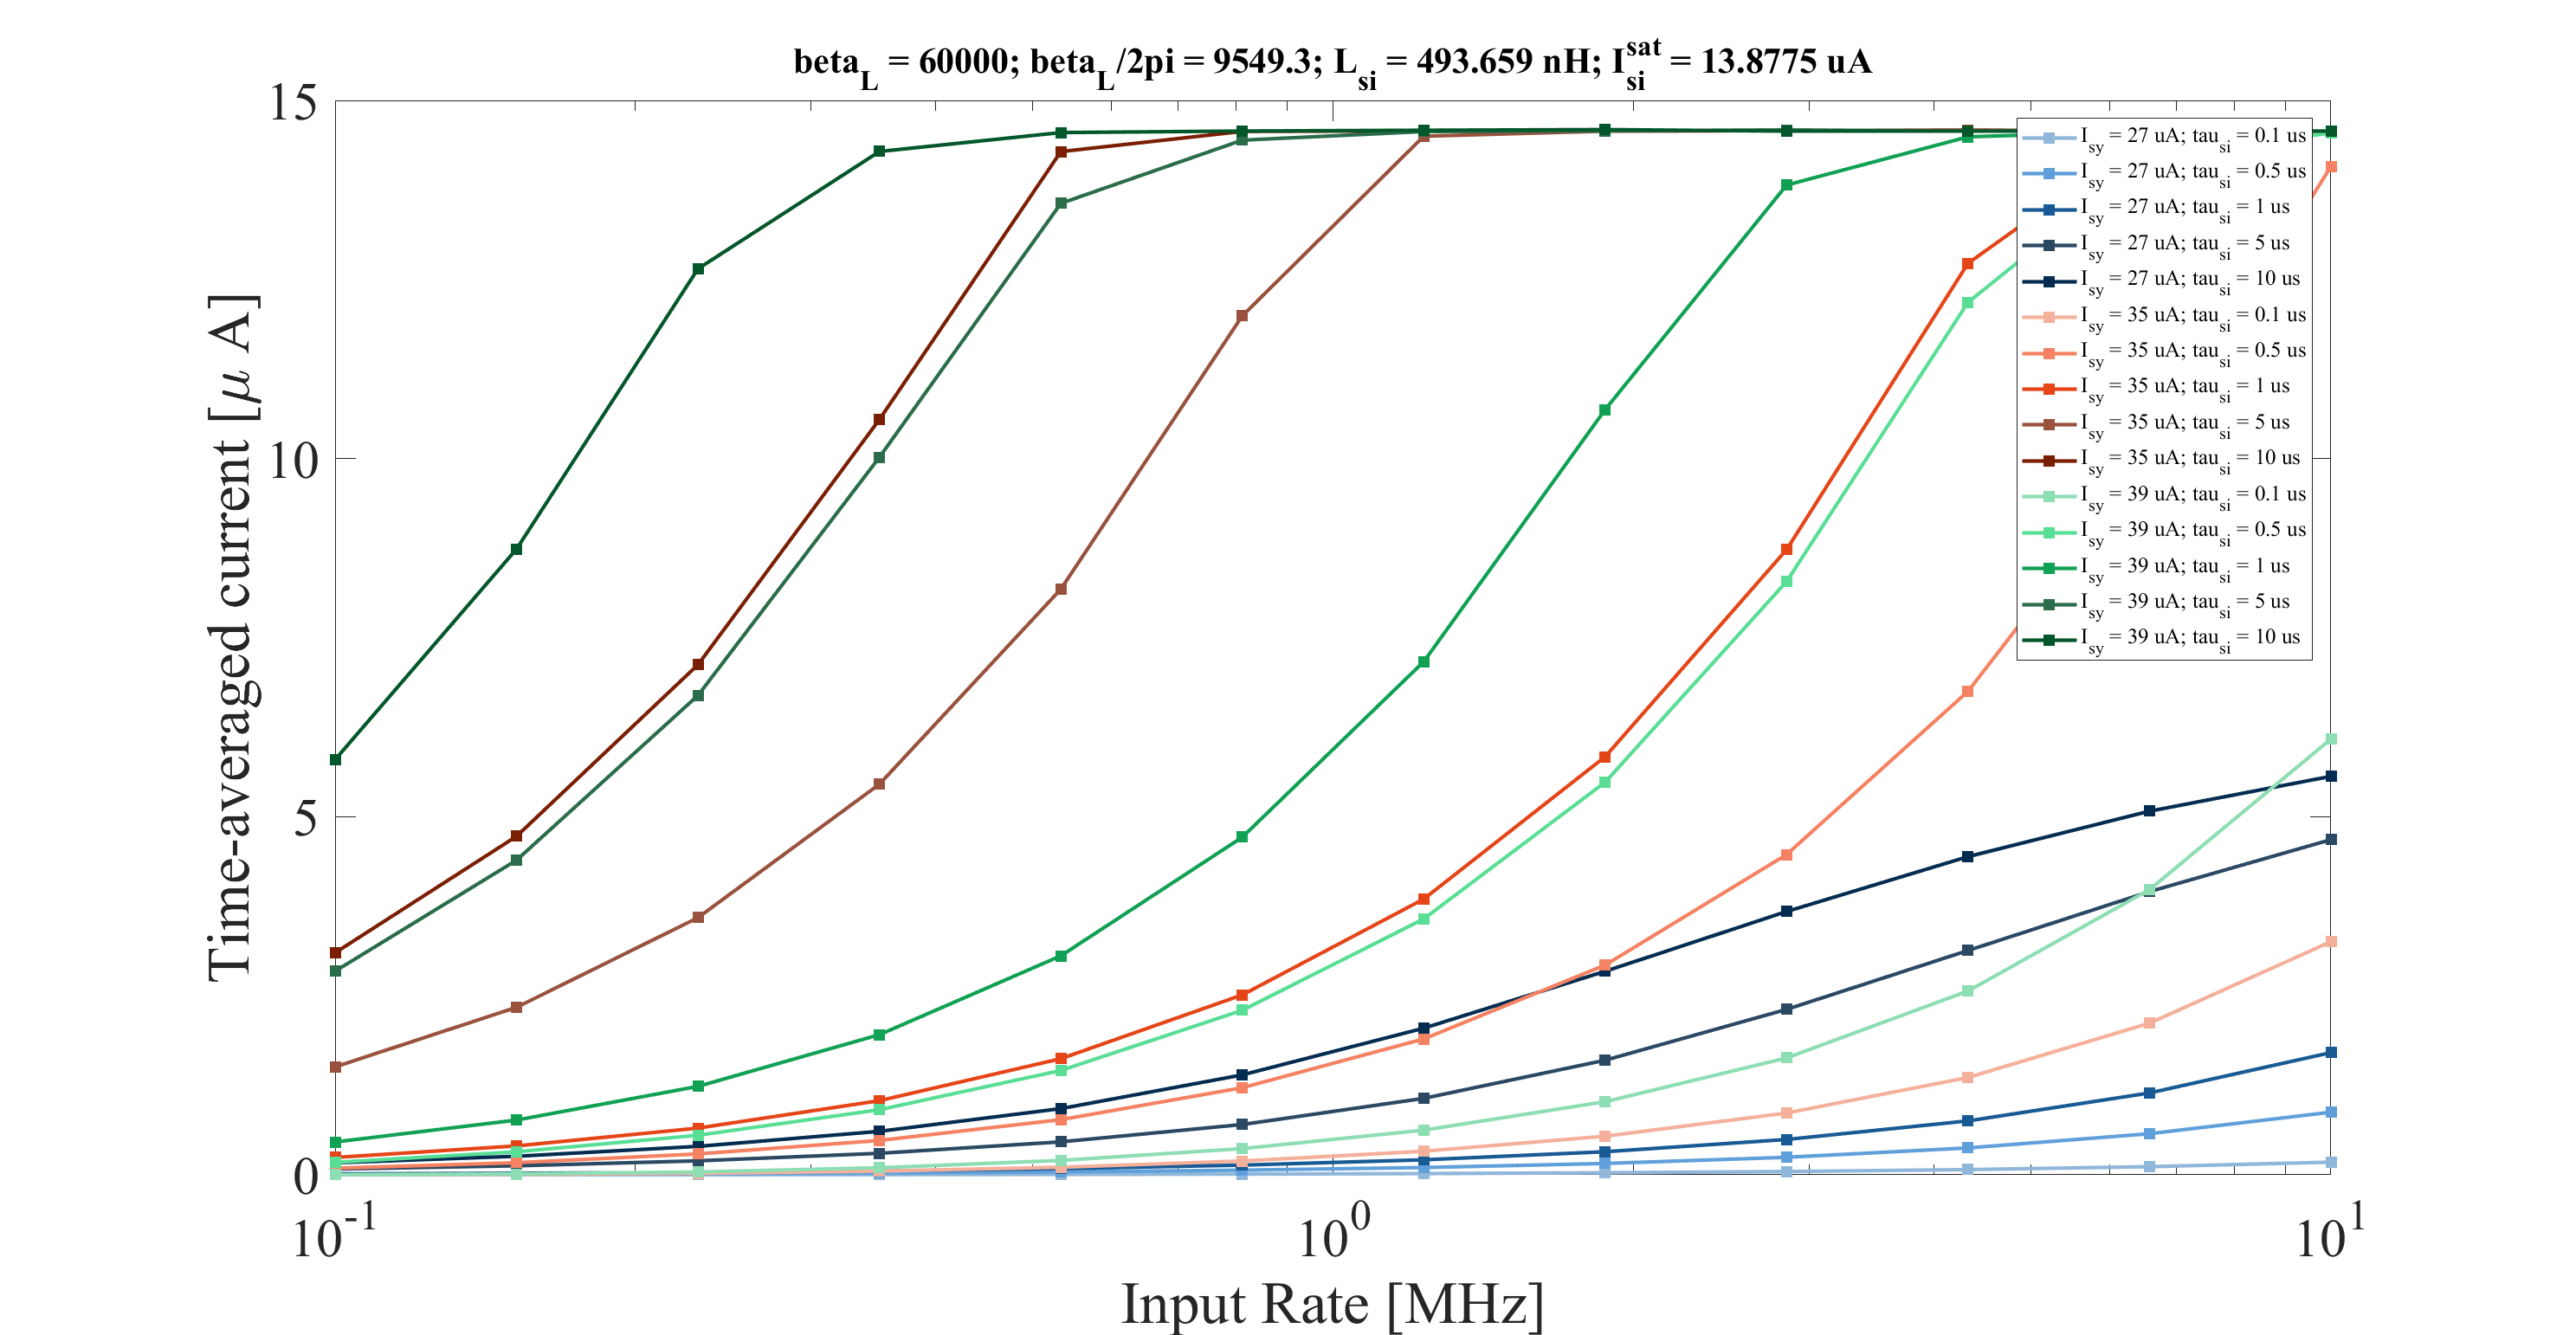 beta_L = 60000; beta_L/2pi = 9549.3; L_si = 493.659 nH; I_si^sat = 13.8775 uA
15
10
5
0
Time-averaged current [μ A]
10^-1
10^0
10^1
Input Rate [MHz]
I_sy = 27 uA; tau_si = 0.1 us
I_sy = 27 uA; tau_si = 0.5 us
I_sy = 27 uA; tau_si = 1 us
I_sy = 27 uA; tau_si = 5 us
I_sy = 27 uA; tau_si = 10 us
I_sy = 35 uA; tau_si = 0.1 us
I_sy = 35 uA; tau_si = 0.5 us
I_sy = 35 uA; tau_si = 1 us
I_sy = 35 uA; tau_si = 5 us
I_sy = 35 uA; tau_si = 10 us
I_sy = 39 uA; tau_si = 0.1 us
I_sy = 39 uA; tau_si = 0.5 us
I_sy = 39 uA; tau_si = 1 us
I_sy = 39 uA; tau_si = 5 us
I_sy = 39 uA; tau_si = 10 us